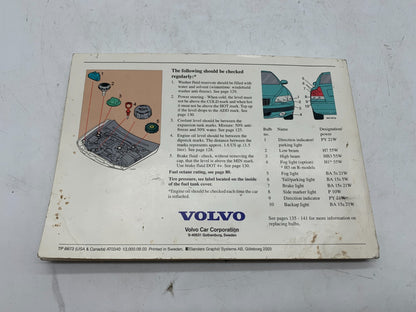 The following should be checked
regularly:*
1. Washer fluid reservoir should be filled with
water and solvent (wintertime: windshield
washer anti-freeze). See page 129.
2. Power steering - When cold, the level must
not be above the COLD mark and when hot
it must not be above the HOT mark. Top up
if the level drops to the ADD mark. See page
130.
3. Coolant level should be between the
expansion tank marks. Mixture: 50% anti-
freeze and 50% water. See page 125.
4. Engine oil level should be between the
dipstick marks. The distance between the
marks represents approx. 1.6 US qt (1.5
liter). See page 128.
5. Brake fluid - check, without removing the
cap, that the level is above the MIN mark.
Use brake fluid DOT 4+. See page 130.
Fuel octane rating, see page 80.
Tire pressure, see label located on the inside
of the fuel tank cover.
*Engine oil should be checked each time the car
is refuelled.
Bulb no. Name Designation/
power
1 Direction indicator/ PY 21W
parking light
2 Low beam H7 55W
3 High beam HB3 55W
4 Fog lights (option) H1* 55W
* H3 on R-models
5 Fog light BA 15s 21W
6 Tail/parking light BA 15s
7 Brake light BA 15s 21W
8 Side marker light P 10W
9 Direction indicator PY 21W
10 Backup light BA 15s 21W
See pages 135 - 141 for more information on
replacing bulbs.
VOLVO
Volvo Car Corporation
S-40531 Gothenburg, Sweden
TP 8872 (USA & Canada) AT0340 13,000.08.00 Printed in Sweden, Elanders Graphic Systems AB, Göteborg 2000